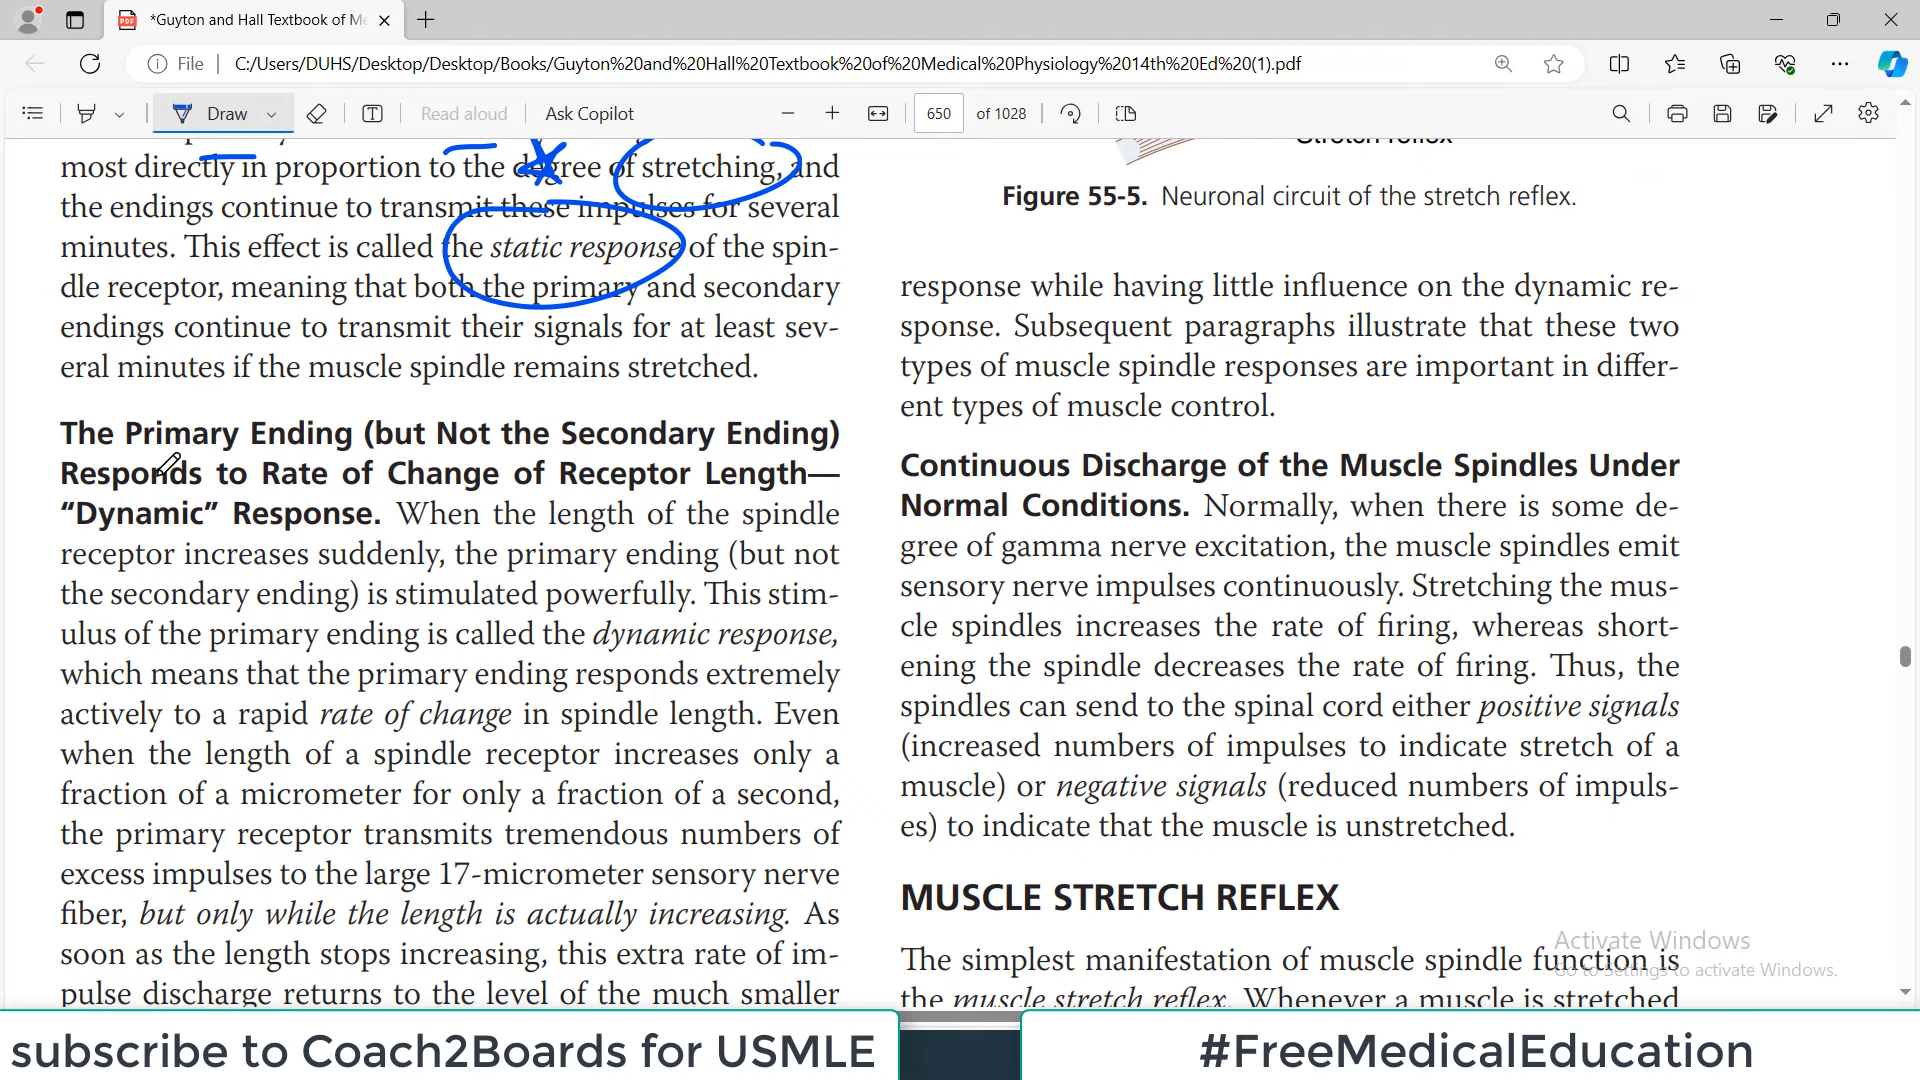 *Guyton and Hall Textbook of Me
File
C:/Users/DUHS/Desktop/Desktop/Books/Guyton%20and%20Hall%20Textbook%20of%20Medical%20Physiology%2014th%20Ed%20(1).pdf
Draw
Read aloud
Ask Copilot
650
of 1028
most directly in proportion to the degree of stretching, and
the endings continue to transmit these impulses for several
minutes. This effect is called the static response of the spin-
dle receptor, meaning that both the primary and secondary
endings continue to transmit their signals for at least sev-
eral minutes if the muscle spindle remains stretched.
The Primary Ending (but Not the Secondary Ending)
Responds to Rate of Change of Receptor Length—
“Dynamic” Response. When the length of the spindle
receptor increases suddenly, the primary ending (but not
the secondary ending) is stimulated powerfully. This stim-
ulus of the primary ending is called the dynamic response,
which means that the primary ending responds extremely
actively to a rapid rate of change in spindle length. Even
when the length of a spindle receptor increases only a
fraction of a micrometer for only a fraction of a second,
the primary receptor transmits tremendous numbers of
excess impulses to the large 17-micrometer sensory nerve
fiber, but only while the length is actually increasing. As
soon as the length stops increasing, this extra rate of im-
pulse discharge returns to the level of the much smaller
Stretch reflex
Figure 55-5. Neuronal circuit of the stretch reflex.
response while having little influence on the dynamic re-
sponse. Subsequent paragraphs illustrate that these two
types of muscle spindle responses are important in differ-
ent types of muscle control.
Continuous Discharge of the Muscle Spindles Under
Normal Conditions. Normally, when there is some de-
gree of gamma nerve excitation, the muscle spindles emit
sensory nerve impulses continuously. Stretching the mus-
cle spindles increases the rate of firing, whereas short-
ening the spindle decreases the rate of firing. Thus, the
spindles can send to the spinal cord either positive signals
(increased numbers of impulses to indicate stretch of a
muscle) or negative signals (reduced numbers of impuls-
es) to indicate that the muscle is unstretched.
MUSCLE STRETCH REFLEX
The simplest manifestation of muscle spindle function is
the muscle stretch reflex. Whenever a muscle is stretched
Activate Windows
Go to Settings to activate Windows.
subscribe to Coach2Boards for USMLE
#FreeMedicalEducation